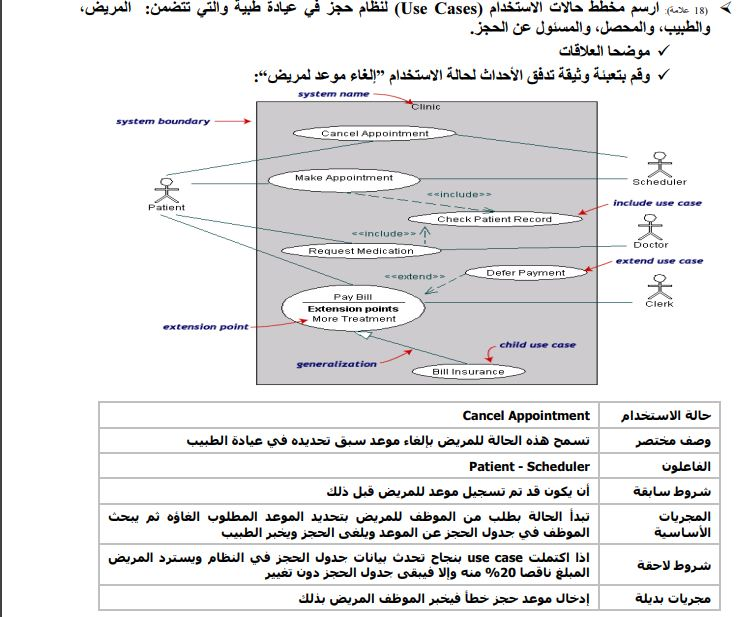 (18 علامة): ارسم مخطط حالات الاستخدام (Use Cases) لنظام حجز في عيادة طبية والتي تتضمن: المريض،
والطبيب، والمحصل، والمسئول عن الحجز.
✓ موضحا العلاقات
✓ وقم بتعبئة وثيقة تدفق الأحداث لحالة الاستخدام "إلغاء موعد لمريض":
system name
Clinic
system boundary
Cancel Appointment
Make Appointment
Scheduler
Patient
<<include>>
include use case
Check Patient Record
<<include>>
Doctor
Request Medication
extend use case
<<extend>>
Defer Payment
Pay Bill
Clerk
Extension points
More Treatment
extension point
child use case
generalization
Bill Insurance
حالة الاستخدام
Cancel Appointment
وصف مختصر
تسمح هذه الحالة للمريض بإلغاء موعد سبق تحديده في عيادة الطبيب
الفاعلون
Patient - Scheduler
شروط سابقة
أن يكون قد تم تسجيل موعد للمريض قبل ذلك
المجريات
الأساسية
تبدأ الحالة بطلب من الموظف للمريض بتحديد الموعد المطلوب الغاؤه ثم يبحث
الموظف في جدول الحجز عن الموعد ويلغى الحجز ويخبر الطبيب
شروط لاحقة
اذا اكتملت use case بنجاح تحدث بيانات جدول الحجز في النظام ويسترد المريض
المبلغ ناقصا 20% منه وإلا فيبقى جدول الحجز دون تغيير
مجريات بديلة
إدخال موعد حجز خطأ فيخبر الموظف المريض بذلك